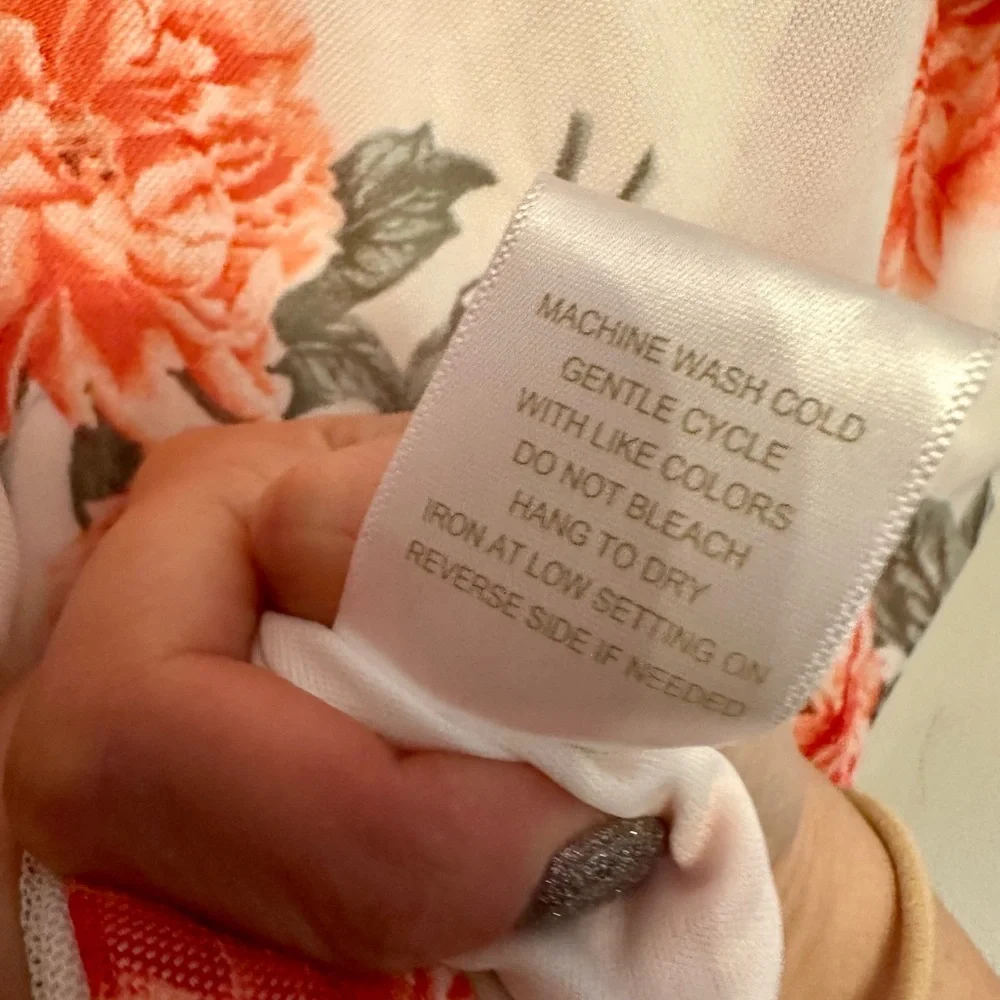 MACHINE WASH COLD
GENTLE CYCLE
WITH LIKE COLORS
DO NOT BLEACH
HANG TO DRY
IRON AT LOW SETTING ON
REVERSE SIDE IF NEEDED